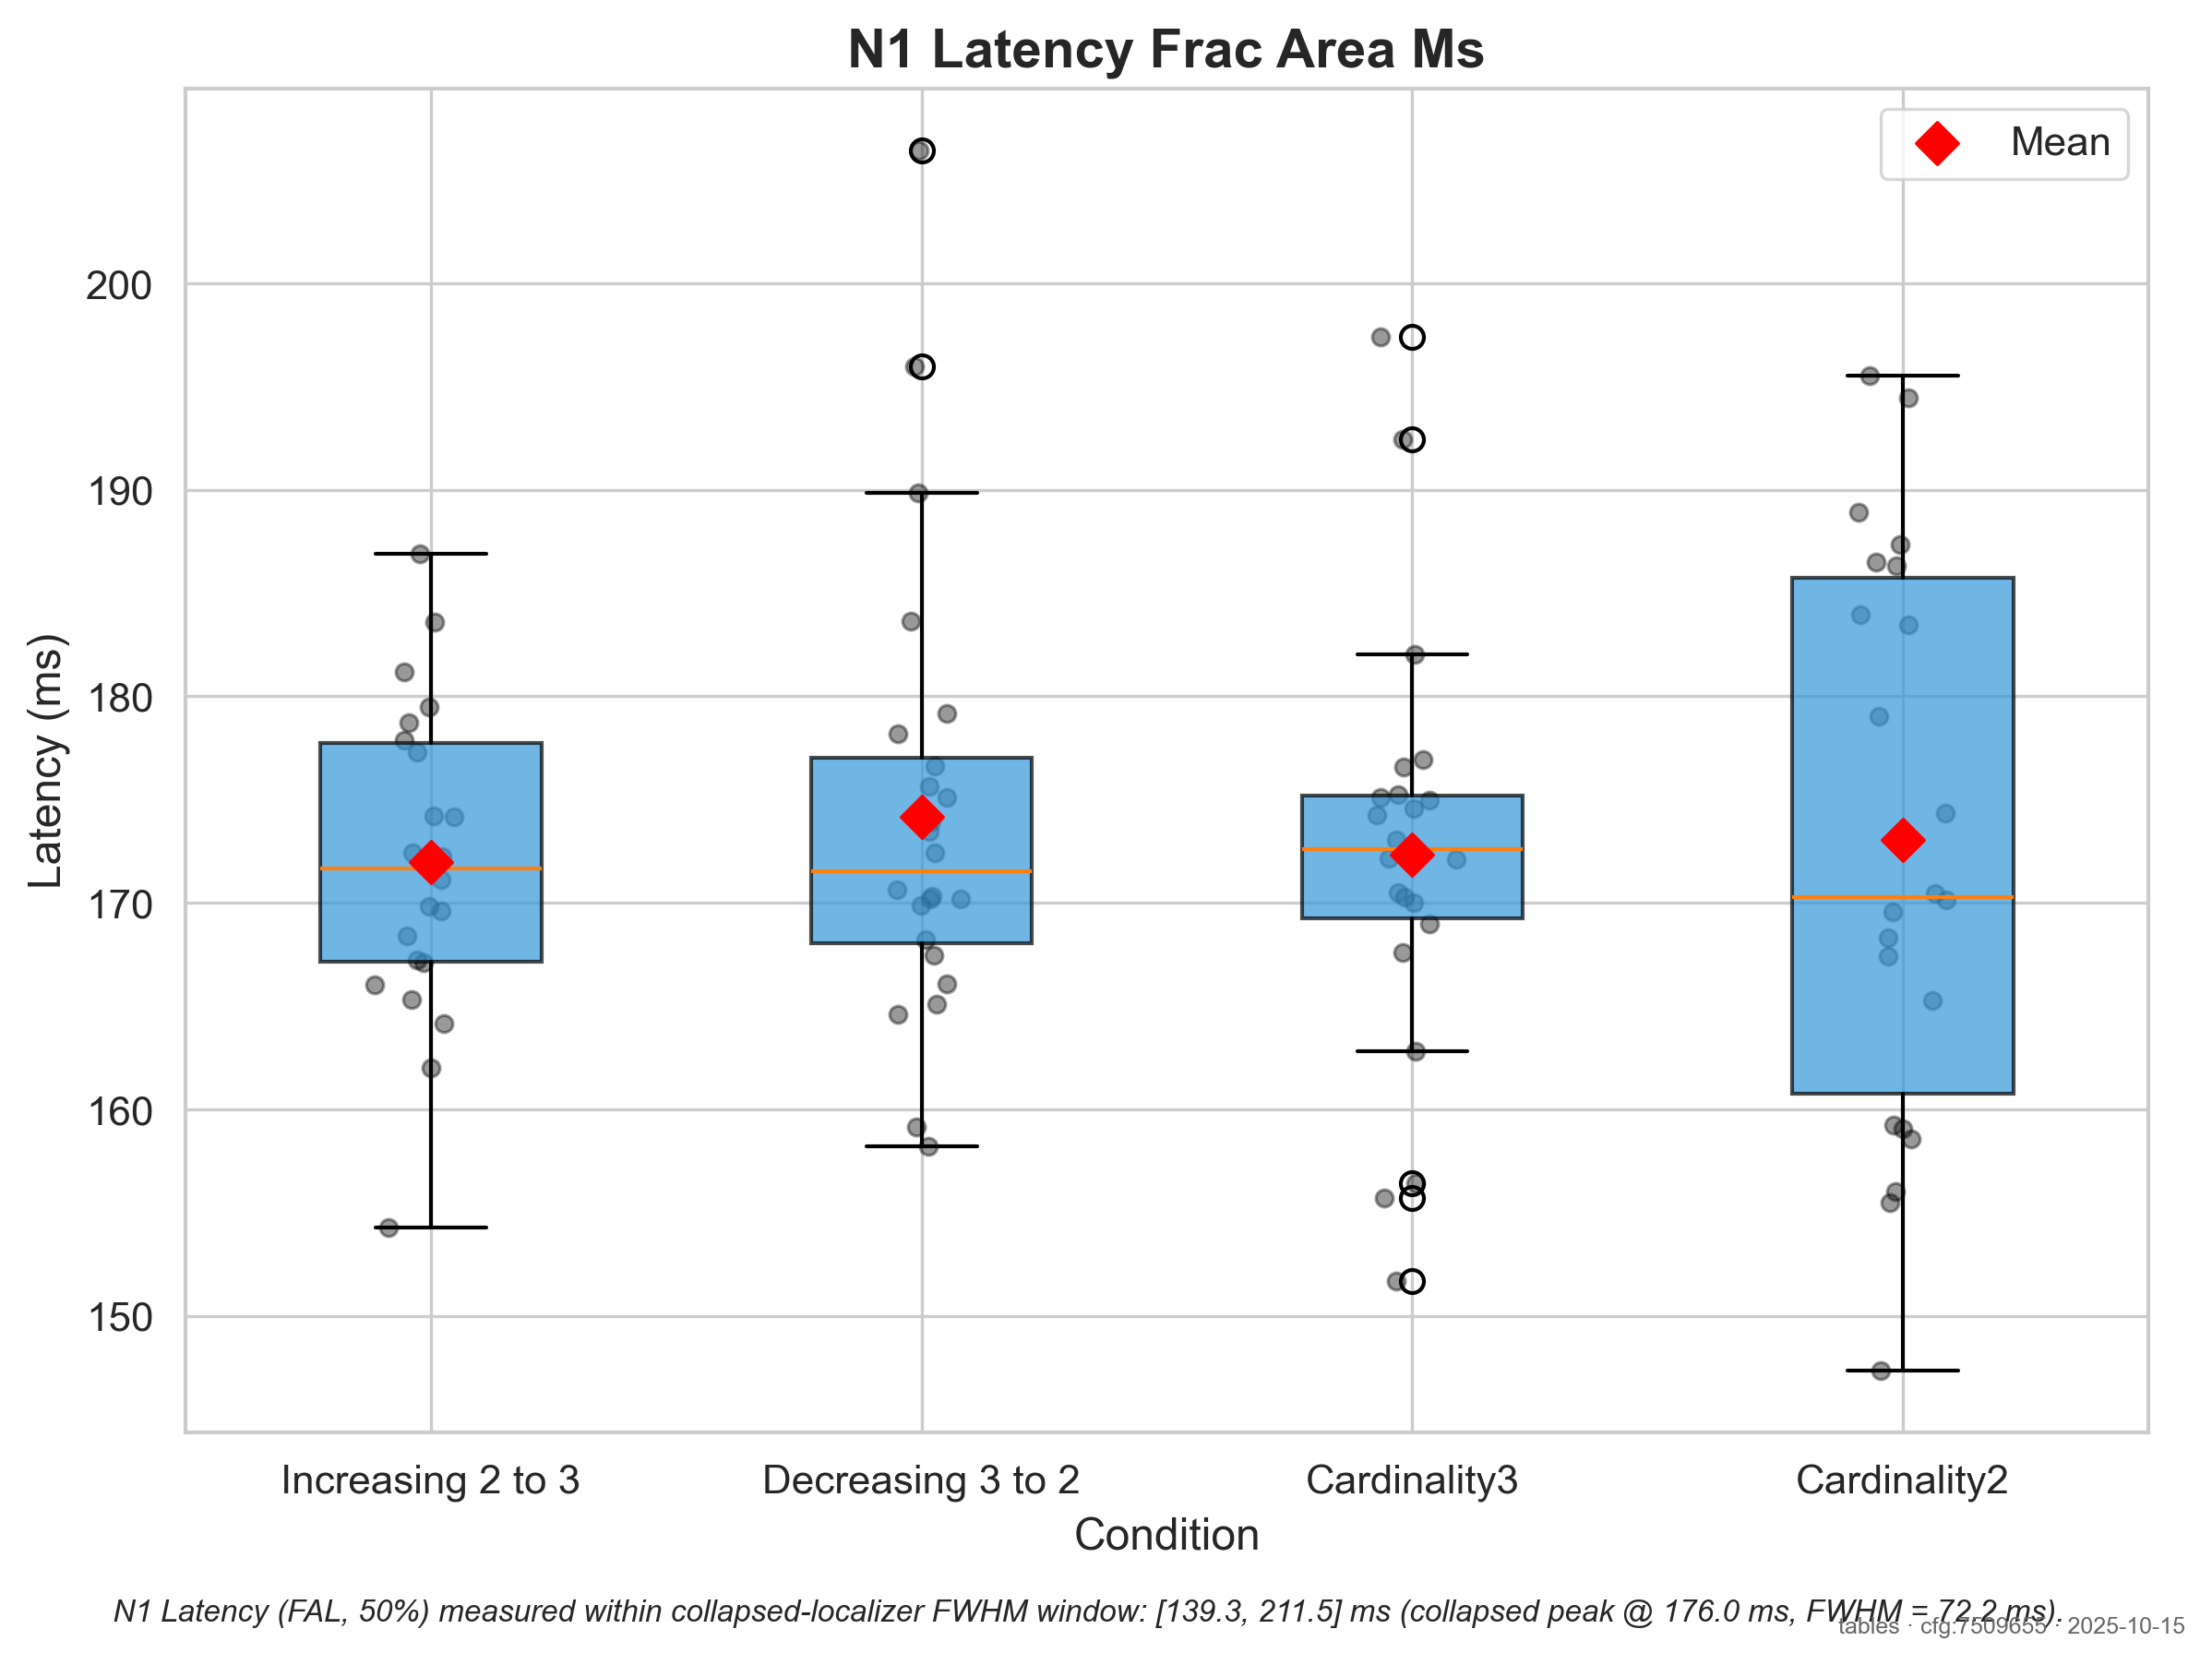 N1 Latency Frac Area Ms
Mean
Latency (ms)
200
190
180
170
160
150
Increasing 2 to 3
Decreasing 3 to 2
Cardinality3
Cardinality2
Condition
N1 Latency (FAL, 50%) measured within collapsed-localizer FWHM window: [139.3, 211.5] ms (collapsed peak @ 176.0 ms, FWHM = 72.2 ms).
tables · cfg:7509655 · 2025-10-15